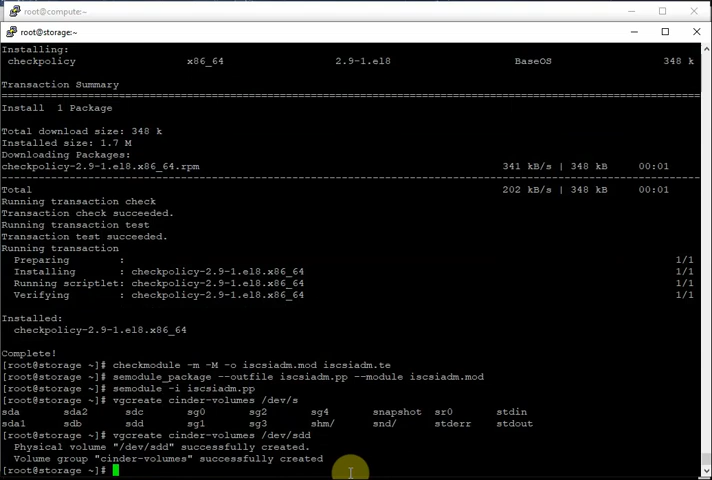 root@compute:~
root@storage:~
Installing:
checkpolicy x86_64 2.9-1.el8 BaseOS 348 k
Transaction Summary
================================================================================
Install  1 Package
Total download size: 348 k
Installed size: 1.7 M
Downloading Packages:
checkpolicy-2.9-1.el8.x86_64.rpm 341 kB/s | 348 kB 00:01
--------------------------------------------------------------------------------
Total 202 kB/s | 348 kB 00:01
Running transaction check
Transaction check succeeded.
Running transaction test
Transaction test succeeded.
Running transaction
Preparing : 1/1
Installing : checkpolicy-2.9-1.el8.x86_64 1/1
Running scriptlet: checkpolicy-2.9-1.el8.x86_64 1/1
Verifying : checkpolicy-2.9-1.el8.x86_64 1/1
Installed:
checkpolicy-2.9-1.el8.x86_64
Complete!
[root@storage ~]# checkmodule -m -M -o iscsiadm.mod iscsiadm.te
[root@storage ~]# semodule_package --outfile iscsiadm.pp --module iscsiadm.mod
[root@storage ~]# semodule -i iscsiadm.pp
[root@storage ~]# vgcreate cinder-volumes /dev/s
sda sda2 sdc sg0 sg2 sg4 snapshot sr0 stdin
sda1 sdb sdd sg1 sg3 shm/ snd/ stderr stdout
[root@storage ~]# vgcreate cinder-volumes /dev/sdd
Physical volume "/dev/sdd" successfully created.
Volume group "cinder-volumes" successfully created
[root@storage ~]#